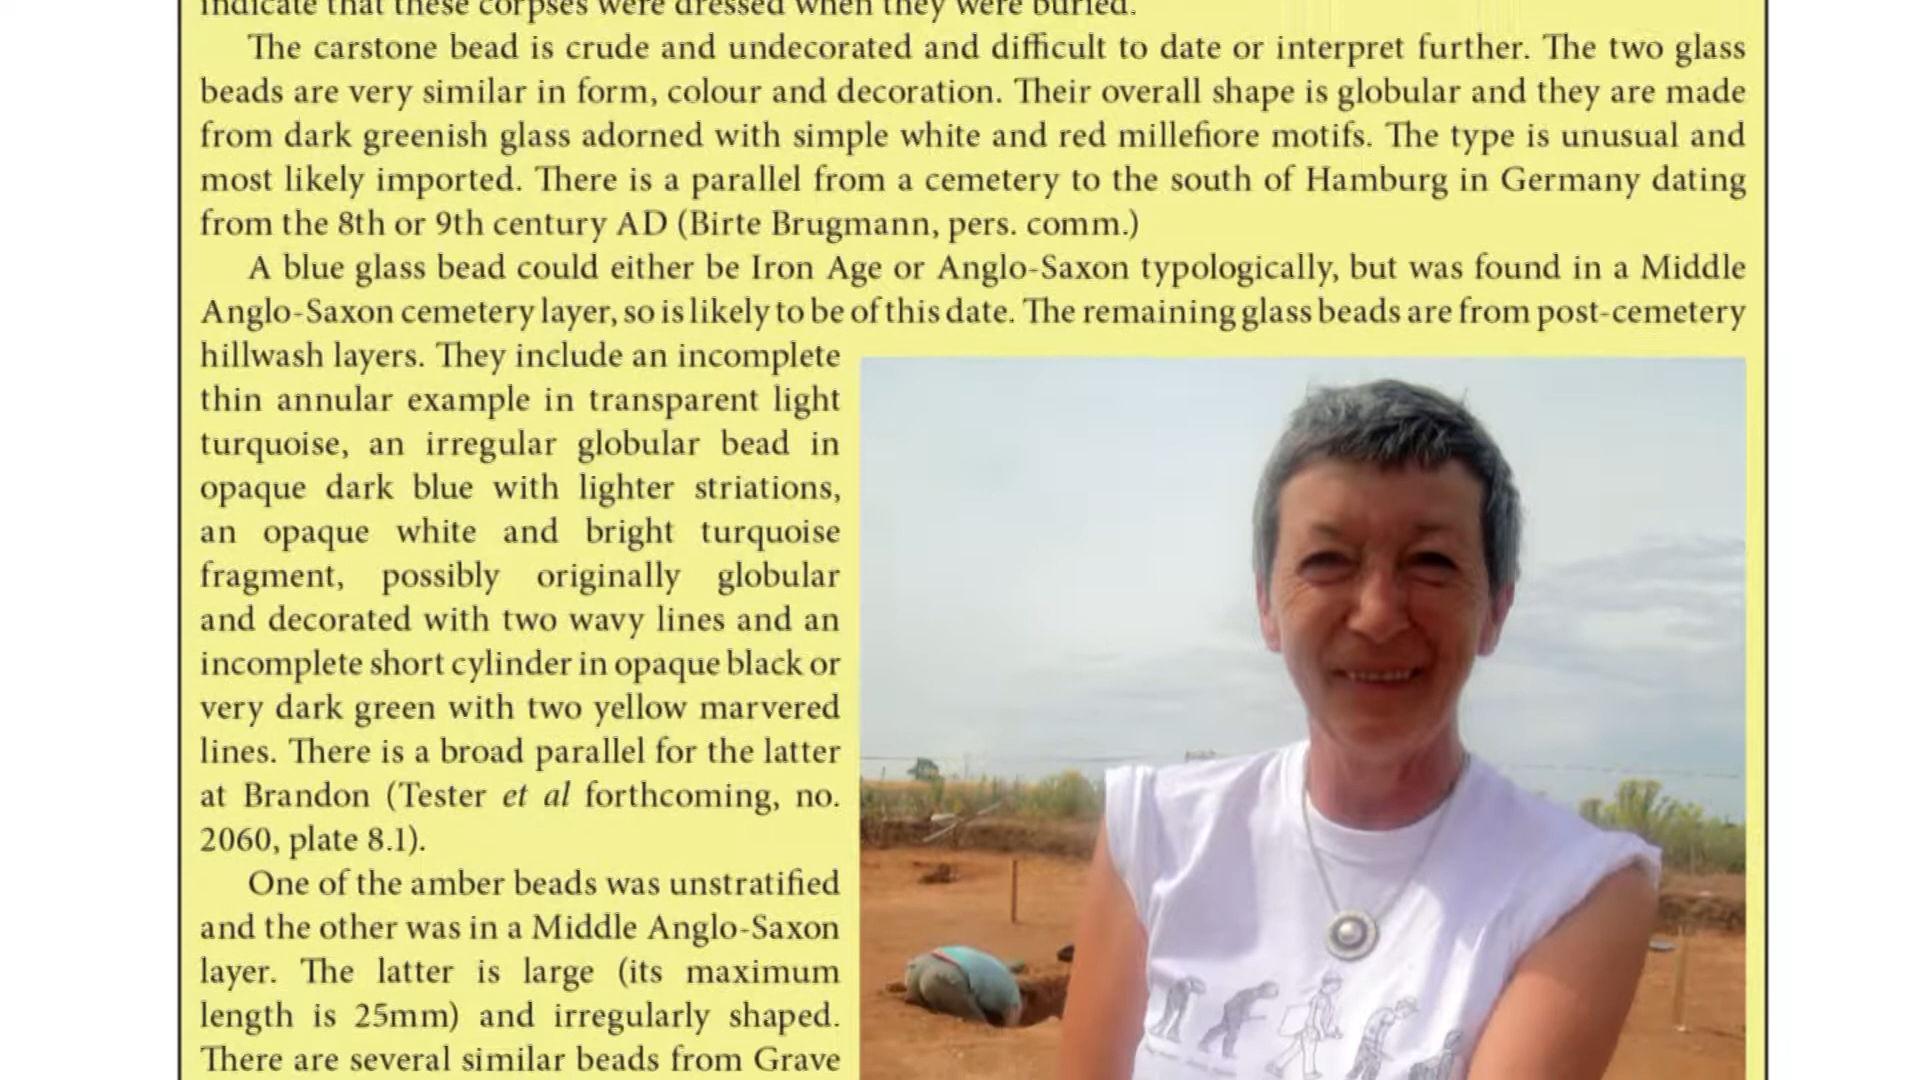 indicate that these corpses were dressed when they were buried.
The carstone bead is crude and undecorated and difficult to date or interpret further. The two glass
beads are very similar in form, colour and decoration. Their overall shape is globular and they are made
from dark greenish glass adorned with simple white and red millefiore motifs. The type is unusual and
most likely imported. There is a parallel from a cemetery to the south of Hamburg in Germany dating
from the 8th or 9th century AD (Birte Brugmann, pers. comm.)
A blue glass bead could either be Iron Age or Anglo-Saxon typologically, but was found in a Middle
Anglo-Saxon cemetery layer, so is likely to be of this date. The remaining glass beads are from post-cemetery
hillwash layers. They include an incomplete
thin annular example in transparent light
turquoise, an irregular globular bead in
opaque dark blue with lighter striations,
an opaque white and bright turquoise
fragment, possibly originally globular
and decorated with two wavy lines and an
incomplete short cylinder in opaque black or
very dark green with two yellow marvered
lines. There is a broad parallel for the latter
at Brandon (Tester et al forthcoming, no.
2060, plate 8.1).
One of the amber beads was unstratified
and the other was in a Middle Anglo-Saxon
layer. The latter is large (its maximum
length is 25mm) and irregularly shaped.
There are several similar beads from Grave